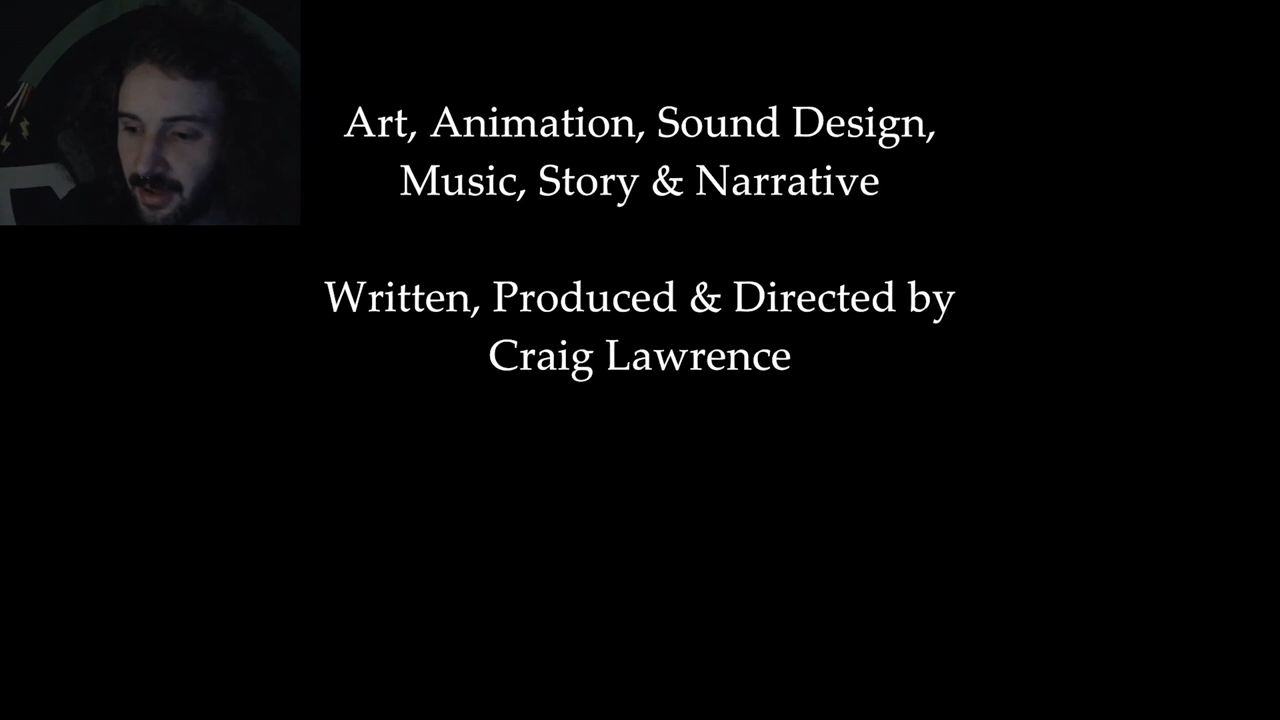 Art, Animation, Sound Design,
Music, Story & Narrative
Written, Produced & Directed by
Craig Lawrence